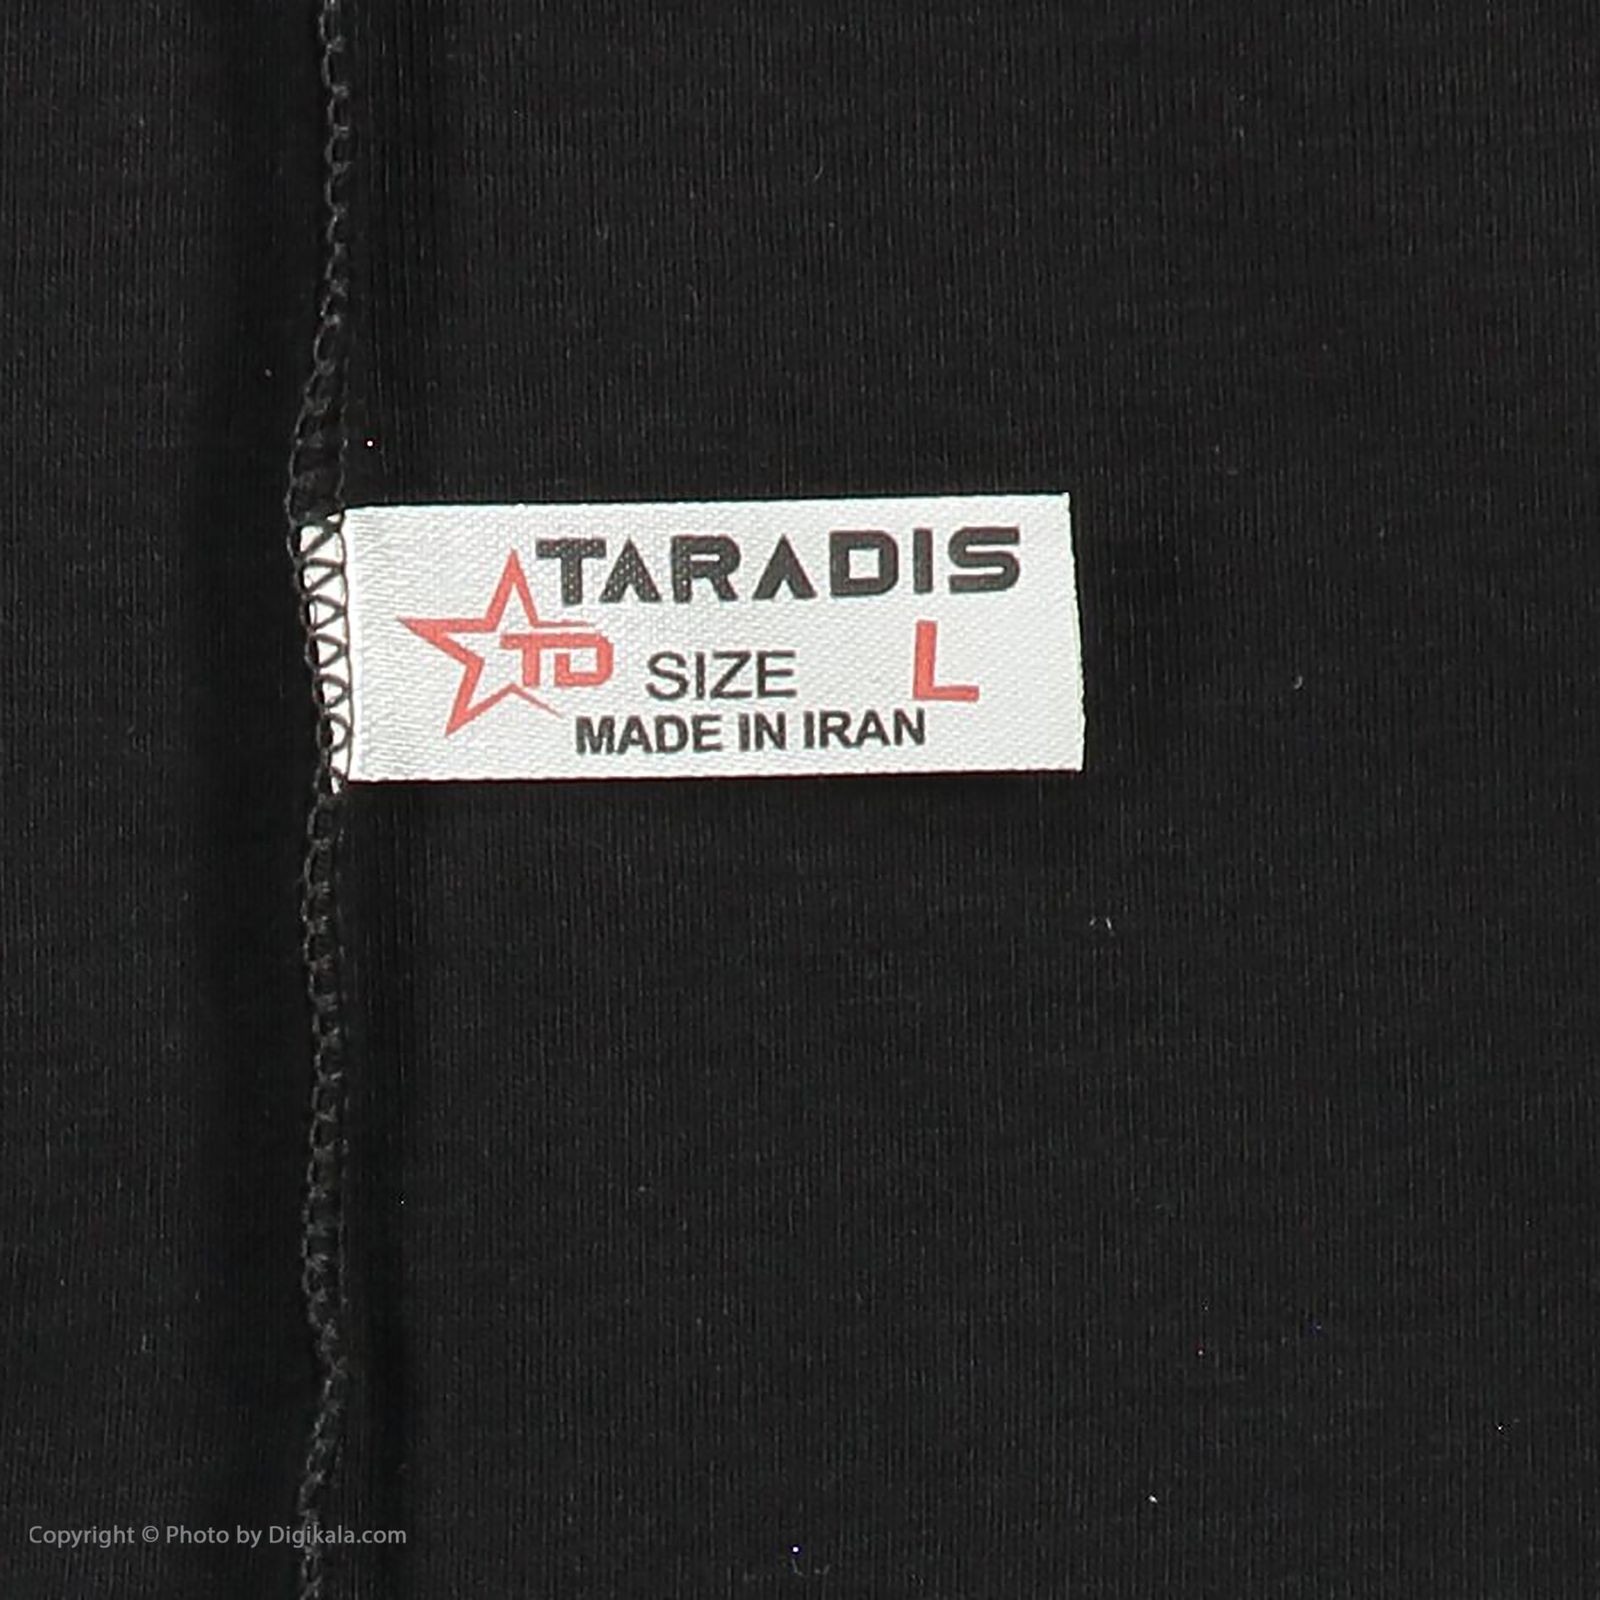 TARADIS
TD
SIZE L
MADE IN IRAN
Copyright © Photo by Digikala.com